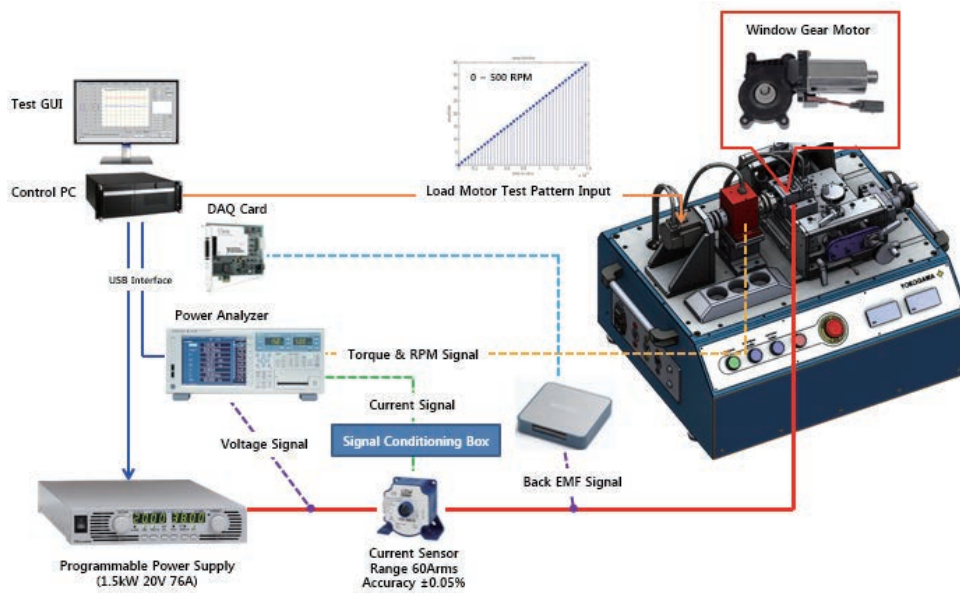 Window Gear Motor
0 – 500 RPM
Test GUI
Control PC
Load Motor Test Pattern Input
DAQ Card
USB Interface
Power Analyzer
YOKOGAWA
Torque & RPM Signal
Current Signal
Signal Conditioning Box
Voltage Signal
Back EMF Signal
2000 3800
Programmable Power Supply
(1.5kW 20V 76A)
Current Sensor
Range 60Arms
Accuracy ±0.05%